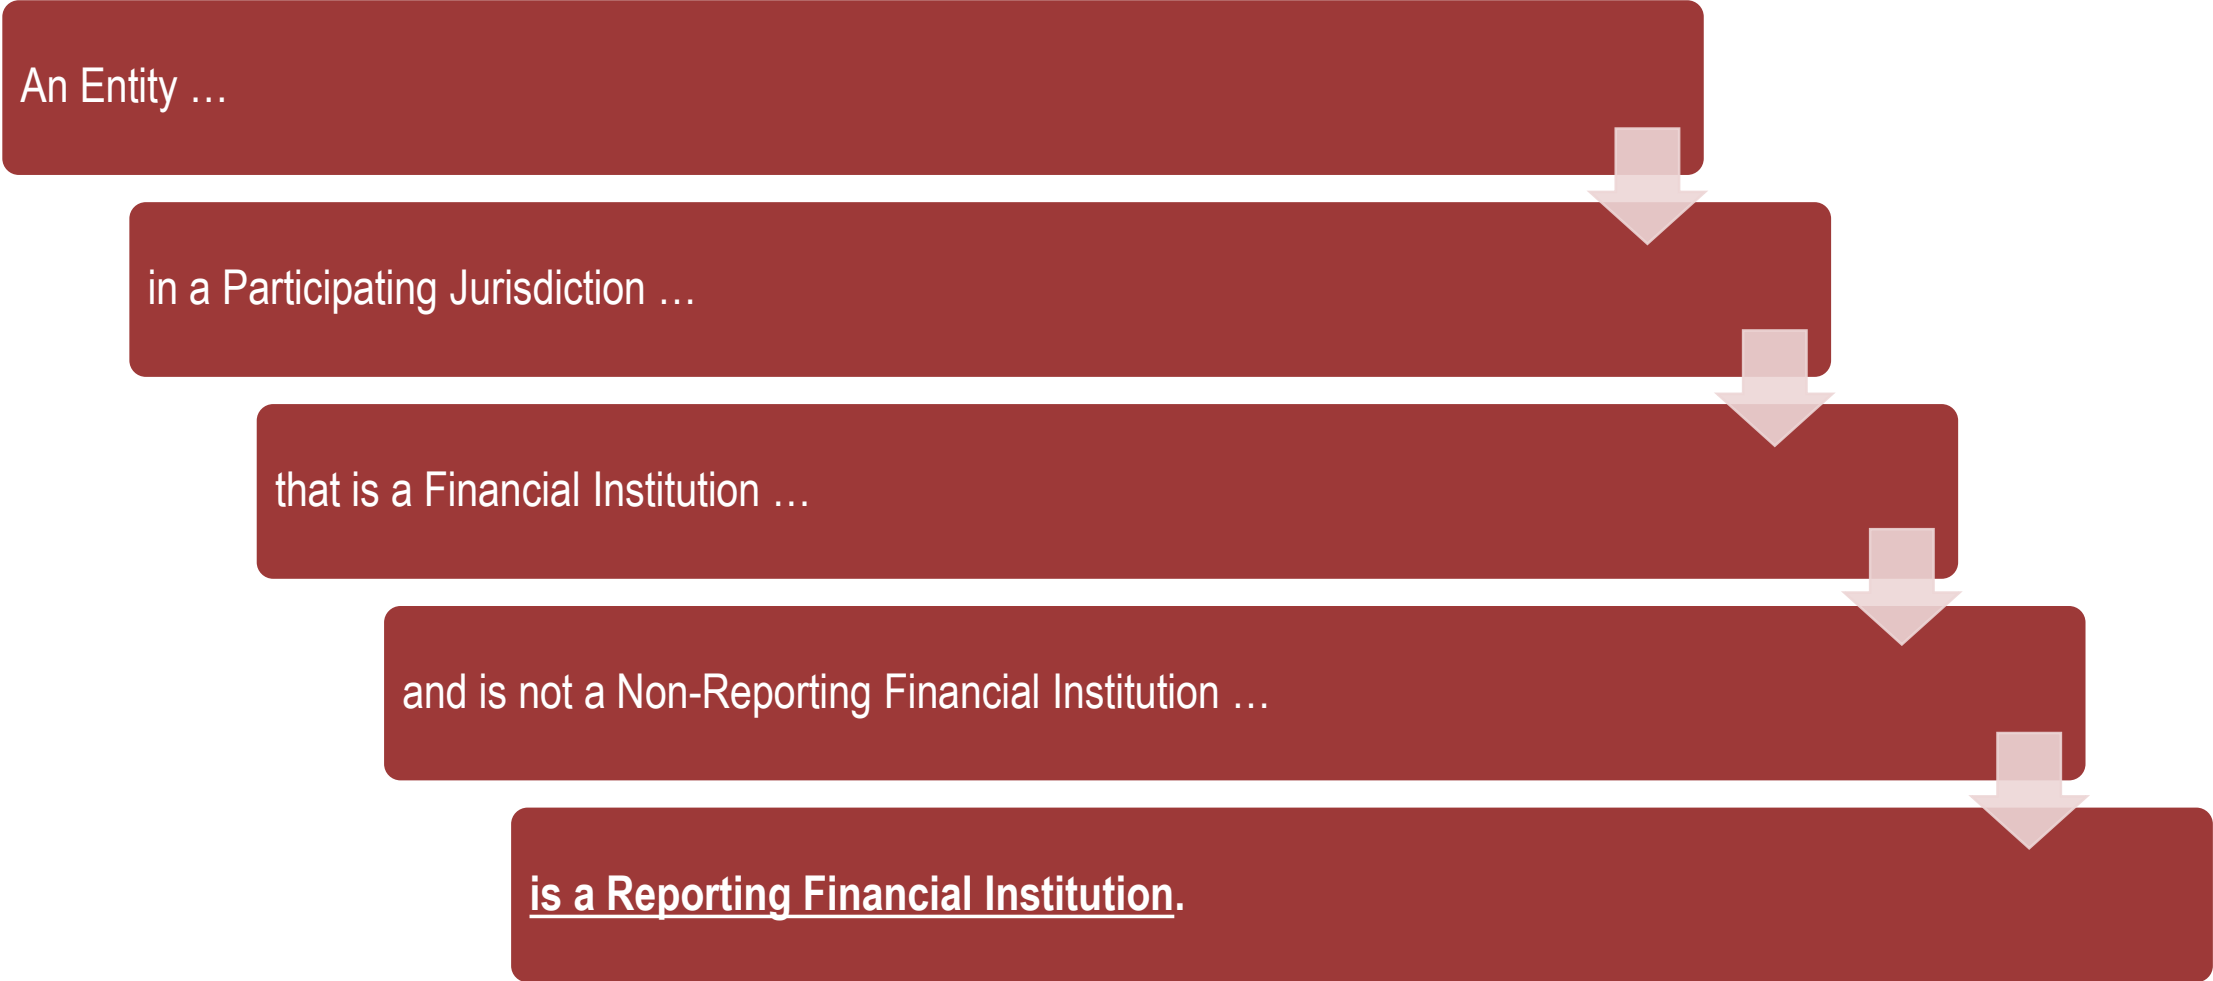 An Entity …
in a Participating Jurisdiction …
that is a Financial Institution …
and is not a Non-Reporting Financial Institution …
is a Reporting Financial Institution.